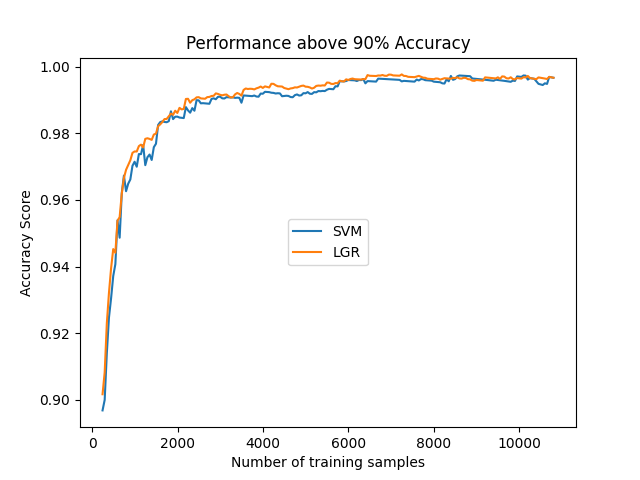 Performance above 90% Accuracy
1.00
0.98
0.96
0.94
0.92
0.90
Accuracy Score
SVM
LGR
0
2000
4000
6000
8000
10000
Number of training samples